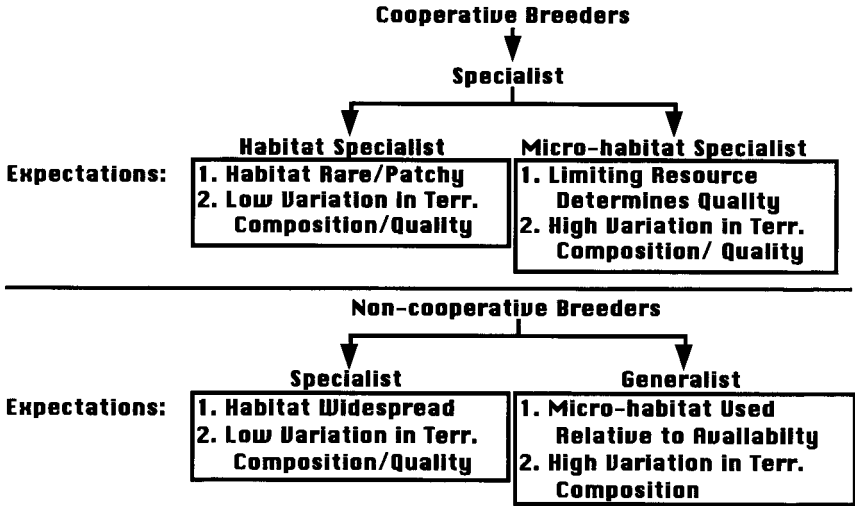 Cooperative Breeders
Specialist
Habitat Specialist
Micro-habitat Specialist
Expectations:
1. Habitat Rare/Patchy
2. Low Variation in Terr.
Composition/Quality
1. Limiting Resource
Determines Quality
2. High Variation in Terr.
Composition/ Quality
Non-cooperative Breeders
Specialist
Generalist
Expectations:
1. Habitat Widespread
2. Low Variation in Terr.
Composition/Quality
1. Micro-habitat Used
Relative to Availabilty
2. High Variation in Terr.
Composition